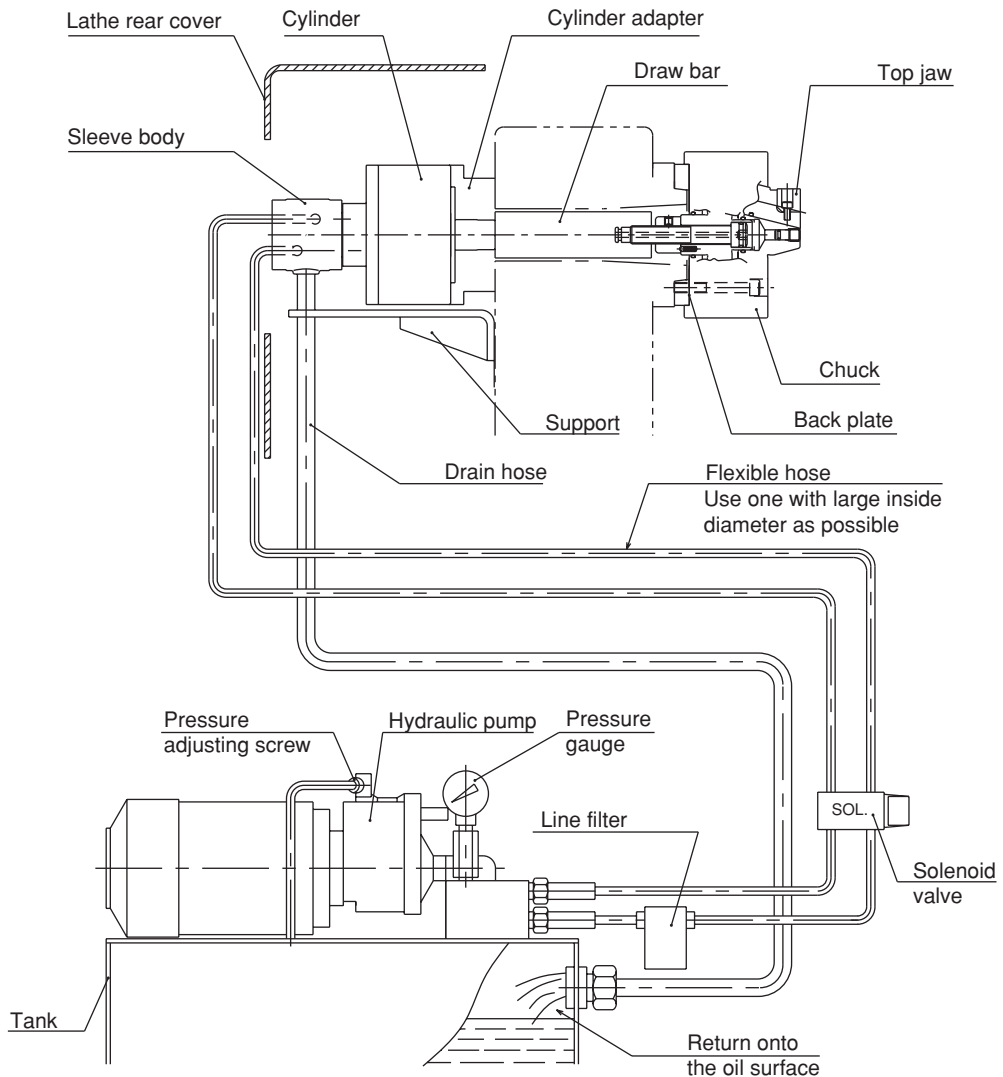 Lathe rear cover
Cylinder
Cylinder adapter
Draw bar
Top jaw
Sleeve body
Chuck
Back plate
Support
Drain hose
Flexible hose
Use one with large inside
diameter as possible
Pressure
adjusting screw
Hydraulic pump
Pressure
gauge
Line filter
SOL.
Solenoid
valve
Tank
Return onto
the oil surface